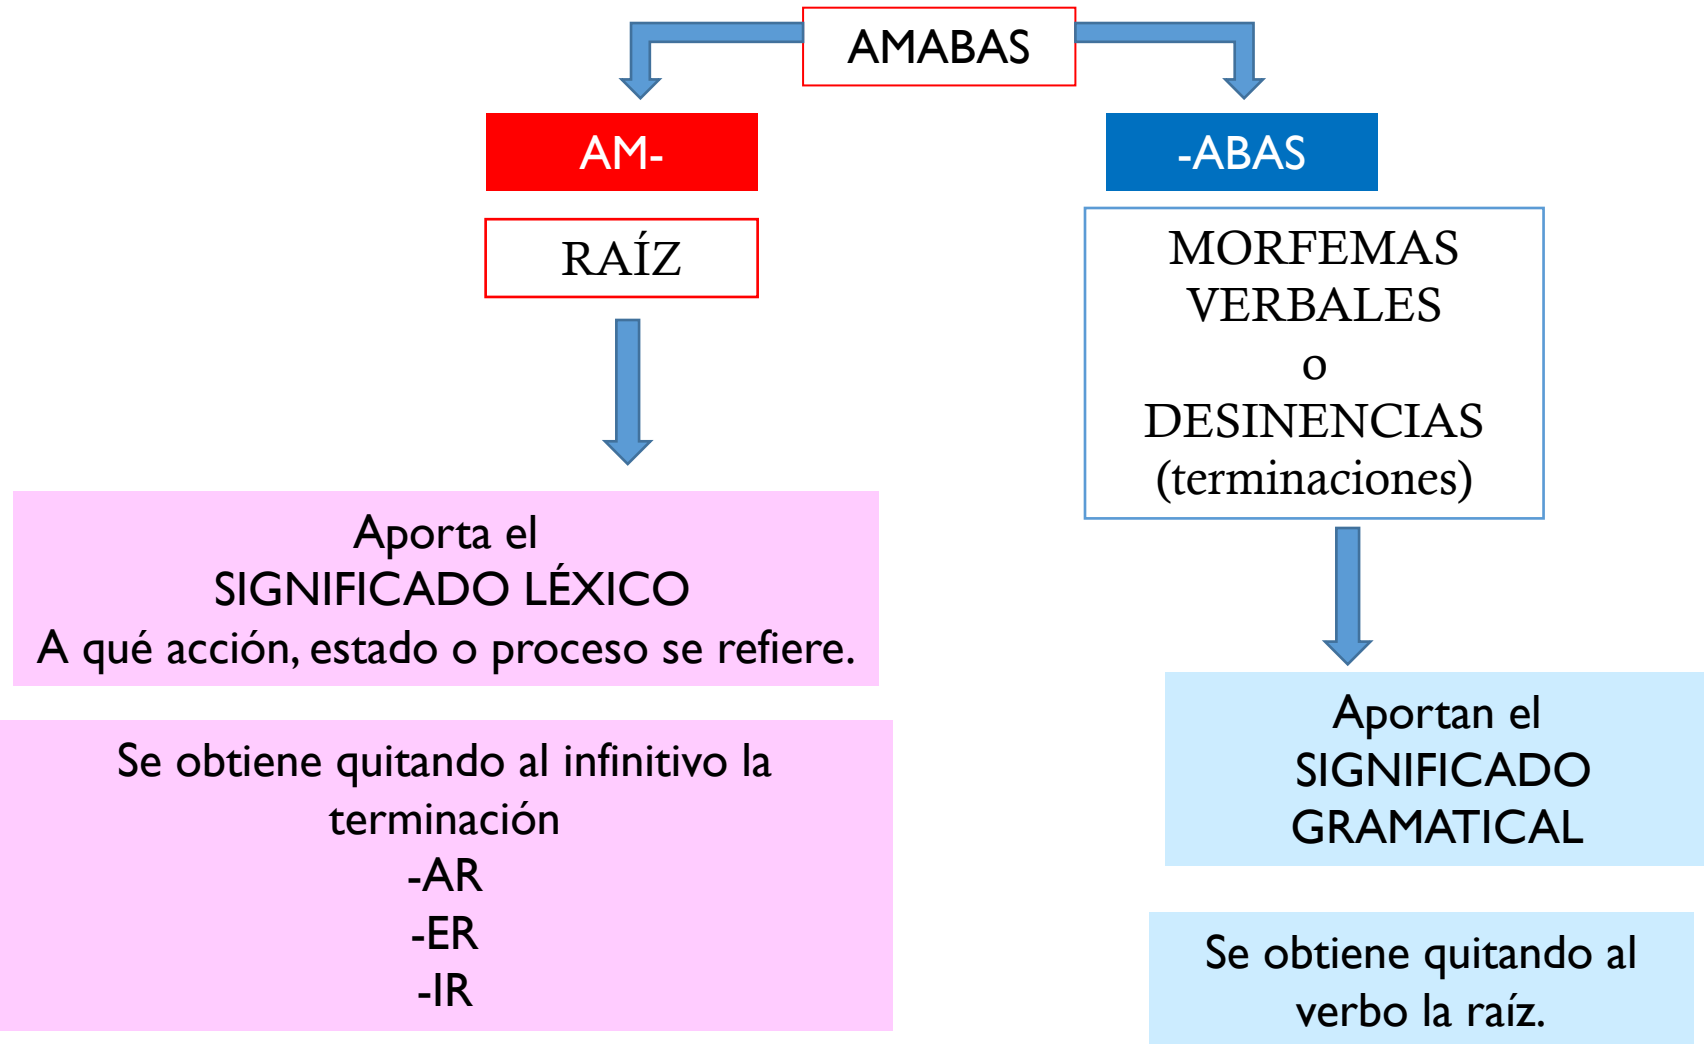 AMABAS
AM-
RAÍZ
Aporta el
SIGNIFICADO LÉXICO
A qué acción, estado o proceso se refiere.
Se obtiene quitando al infinitivo la
terminación
-AR
-ER
-IR
-ABAS
MORFEMAS
VERBALES
o
DESINENCIAS
(terminaciones)
Aportan el
SIGNIFICADO
GRAMATICAL
Se obtiene quitando al
verbo la raíz.